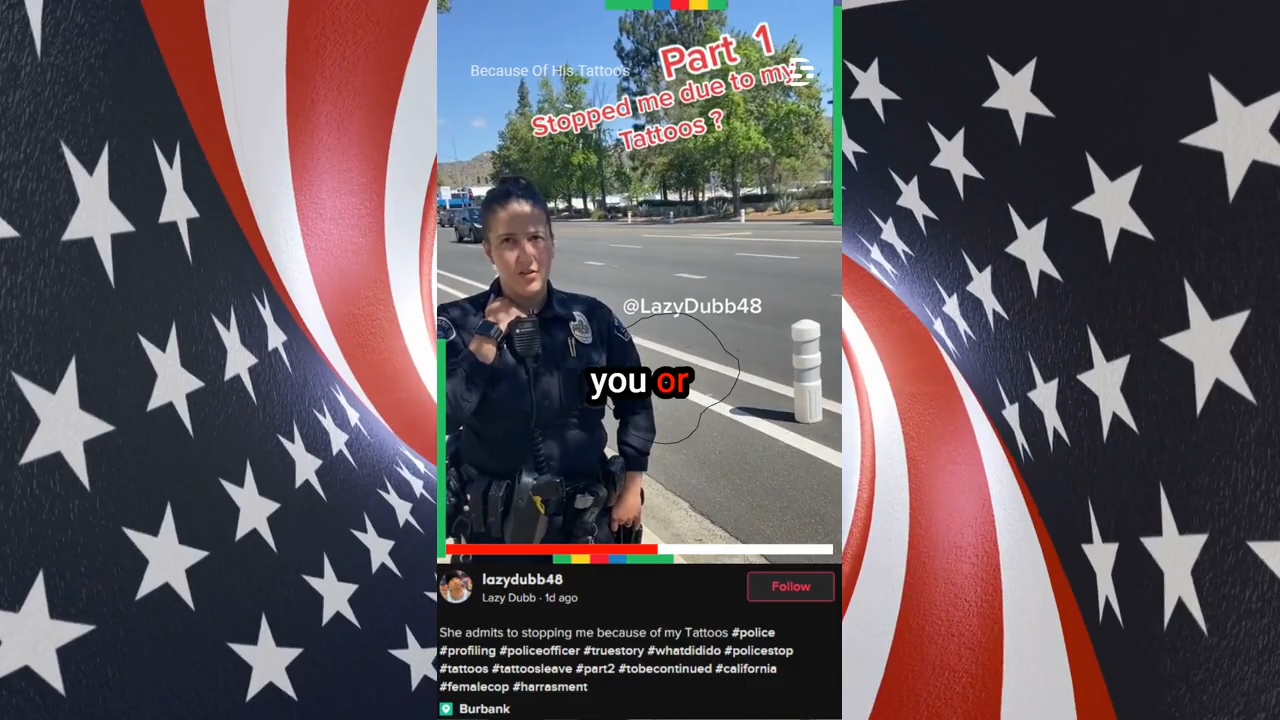 Part 1
Because Of His Tattoo's
Stopped me due to my
Tattoos ?
@LazyDubb48
you or
lazydubb48
Lazy Dubb · 1d ago
Follow
She admits to stopping me because of my Tattoos #police
#profiling #policeofficer #truestory #whatdidido #policestop
#tattoos #tattoosleave #part2 #tobecontinued #california
#femalecop #harrasment
Burbank